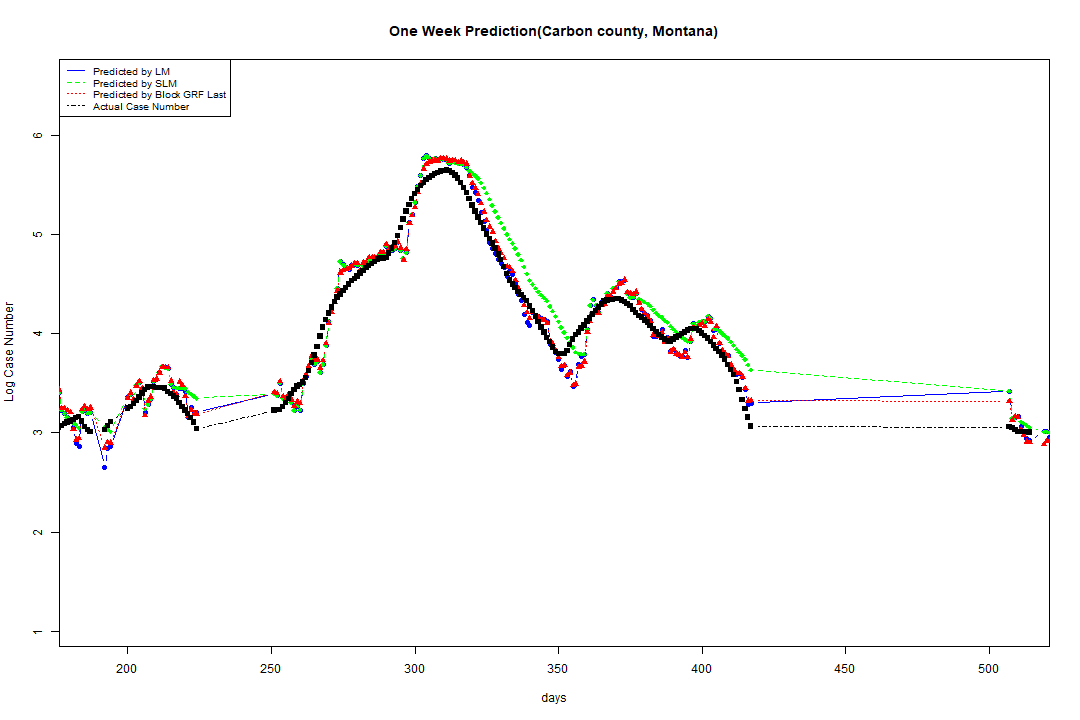 One Week Prediction(Carbon county, Montana)
Predicted by LM
Predicted by SLM
Predicted by Block GRF Last
Actual Case Number
6
5
4
3
2
1
Log Case Number
200 250 300 350 400 450 500
days